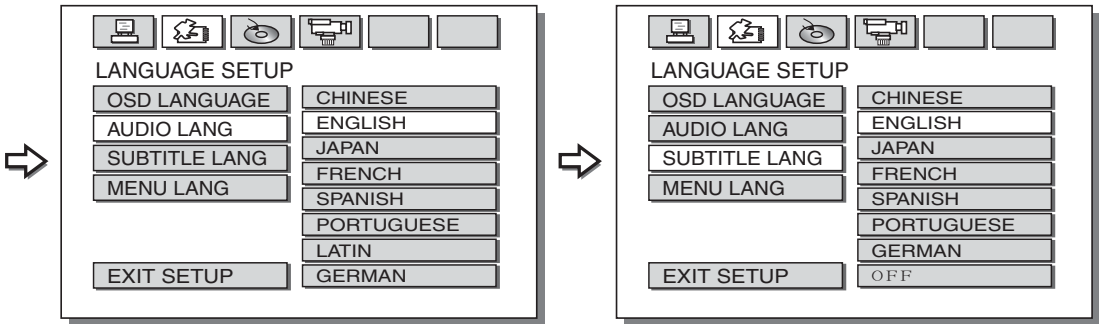 LANGUAGE SETUP
OSD LANGUAGE
AUDIO LANG
SUBTITLE LANG
MENU LANG
EXIT SETUP
CHINESE
ENGLISH
JAPAN
FRENCH
SPANISH
PORTUGUESE
LATIN
GERMAN
LANGUAGE SETUP
OSD LANGUAGE
AUDIO LANG
SUBTITLE LANG
MENU LANG
EXIT SETUP
CHINESE
ENGLISH
JAPAN
FRENCH
SPANISH
PORTUGUESE
GERMAN
OFF